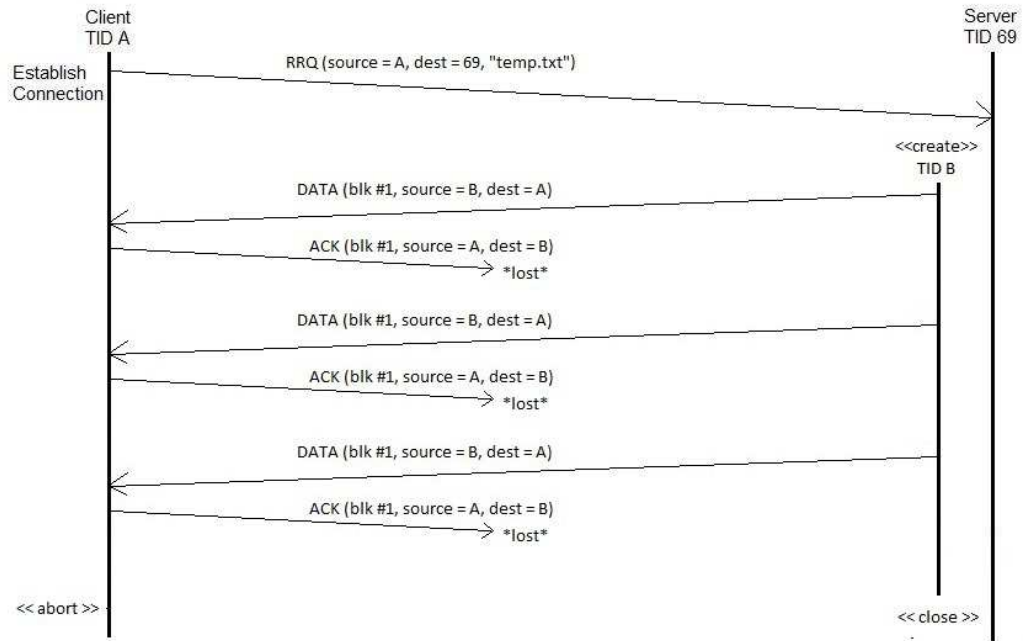 Client
TID A
Server
TID 69
Establish
Connection
RRQ (source = A, dest = 69, "temp.txt")
<<create>>
TID B
DATA (blk #1, source = B, dest = A)
ACK (blk #1, source = A, dest = B)
*lost*
DATA (blk #1, source = B, dest = A)
ACK (blk #1, source = A, dest = B)
*lost*
DATA (blk #1, source = B, dest = A)
ACK (blk #1, source = A, dest = B)
*lost*
<< abort >>
<< close >>